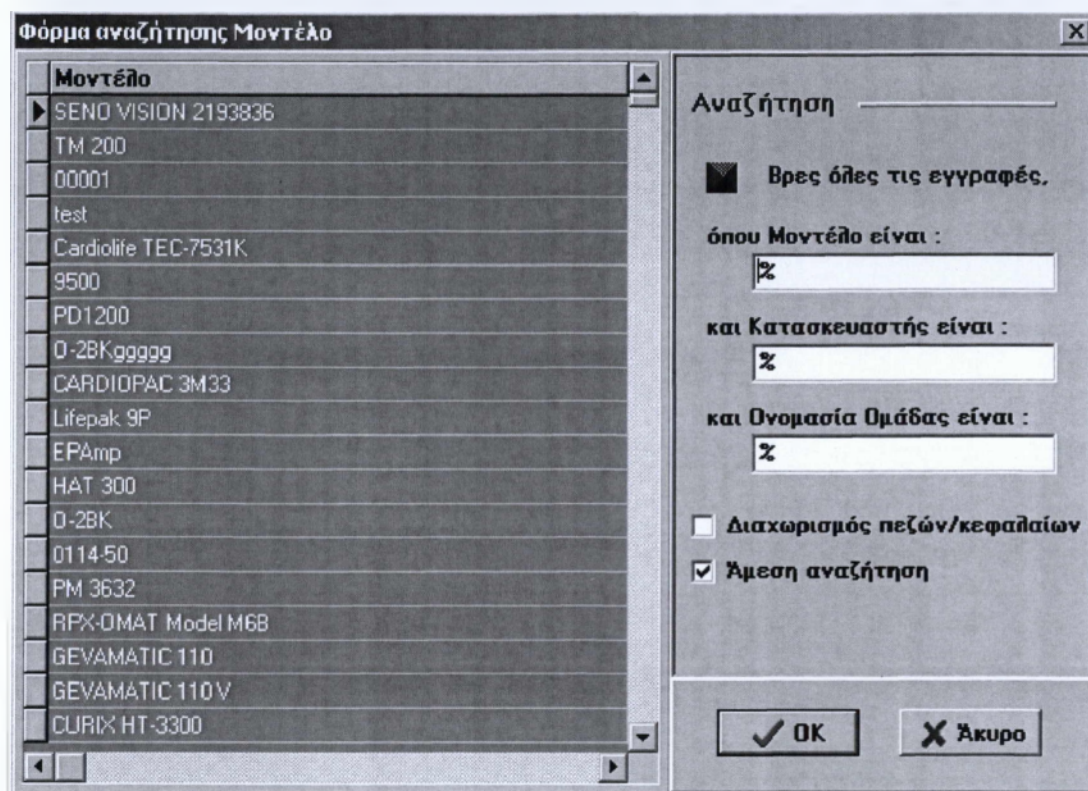 Φόρμα αναζήτησης Μοντέλο
Μοντέλο
SENO VISION 2193836
TM 200
00001
test
Cardiolife TEC-7531K
9500
PD1200
O-2BKggggg
CARDIOPAC 3M33
Lifepak 9P
EPAmp
HAT 300
O-2BK
0114-50
PM 3632
RPX-OMAT Model M6B
GEVAMATIC 110
GEVAMATIC 110 V
CURIX HT-3300
Αναζήτηση
Βρες όλες τις εγγραφές,
όπου Μοντέλο είναι :
%
και Κατασκευαστής είναι :
%
και Ονομασία Ομάδας είναι :
%
Διαχωρισμός πεζών/κεφαλαίων
Άμεση αναζήτηση
OK
Άκυρο